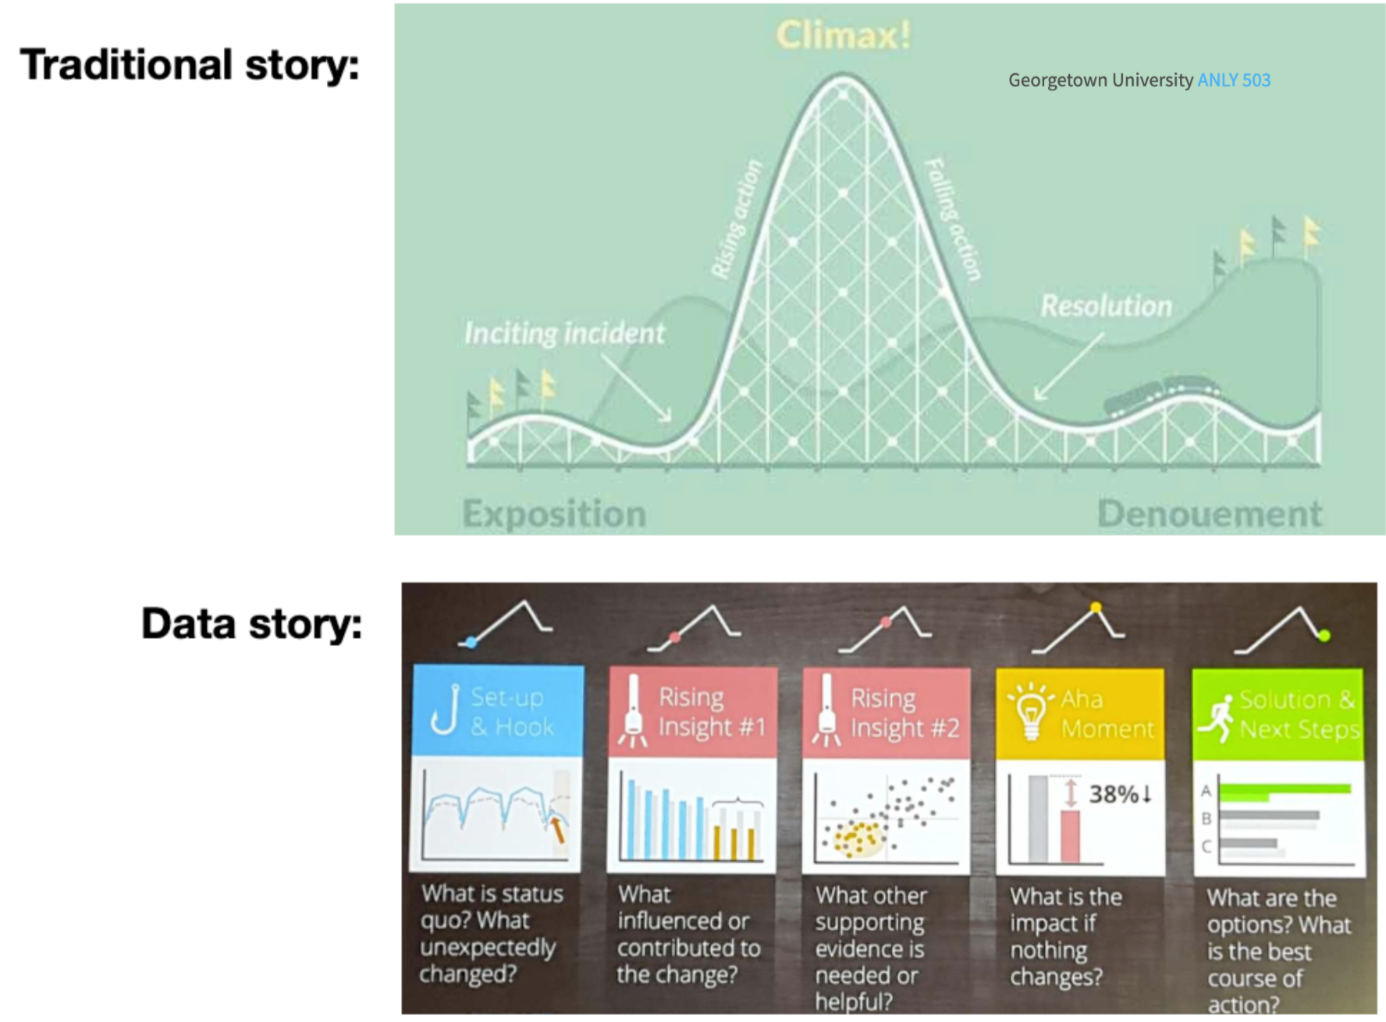 Traditional story:
Climax!
Georgetown University ANLY 503
Rising action
Falling action
Inciting incident
Resolution
Exposition
Denouement
Data story:
Set-up
& Hook
What is status
quo? What
unexpectedly
changed?
Rising
Insight #1
What
influenced or
contributed to
the change?
Rising
Insight #2
What other
supporting
evidence is
needed or
helpful?
Aha
Moment
38%↓
What is the
impact if
nothing
changes?
Solution &
Next Steps
A
B
C
What are the
options? What
is the best
course of
action?